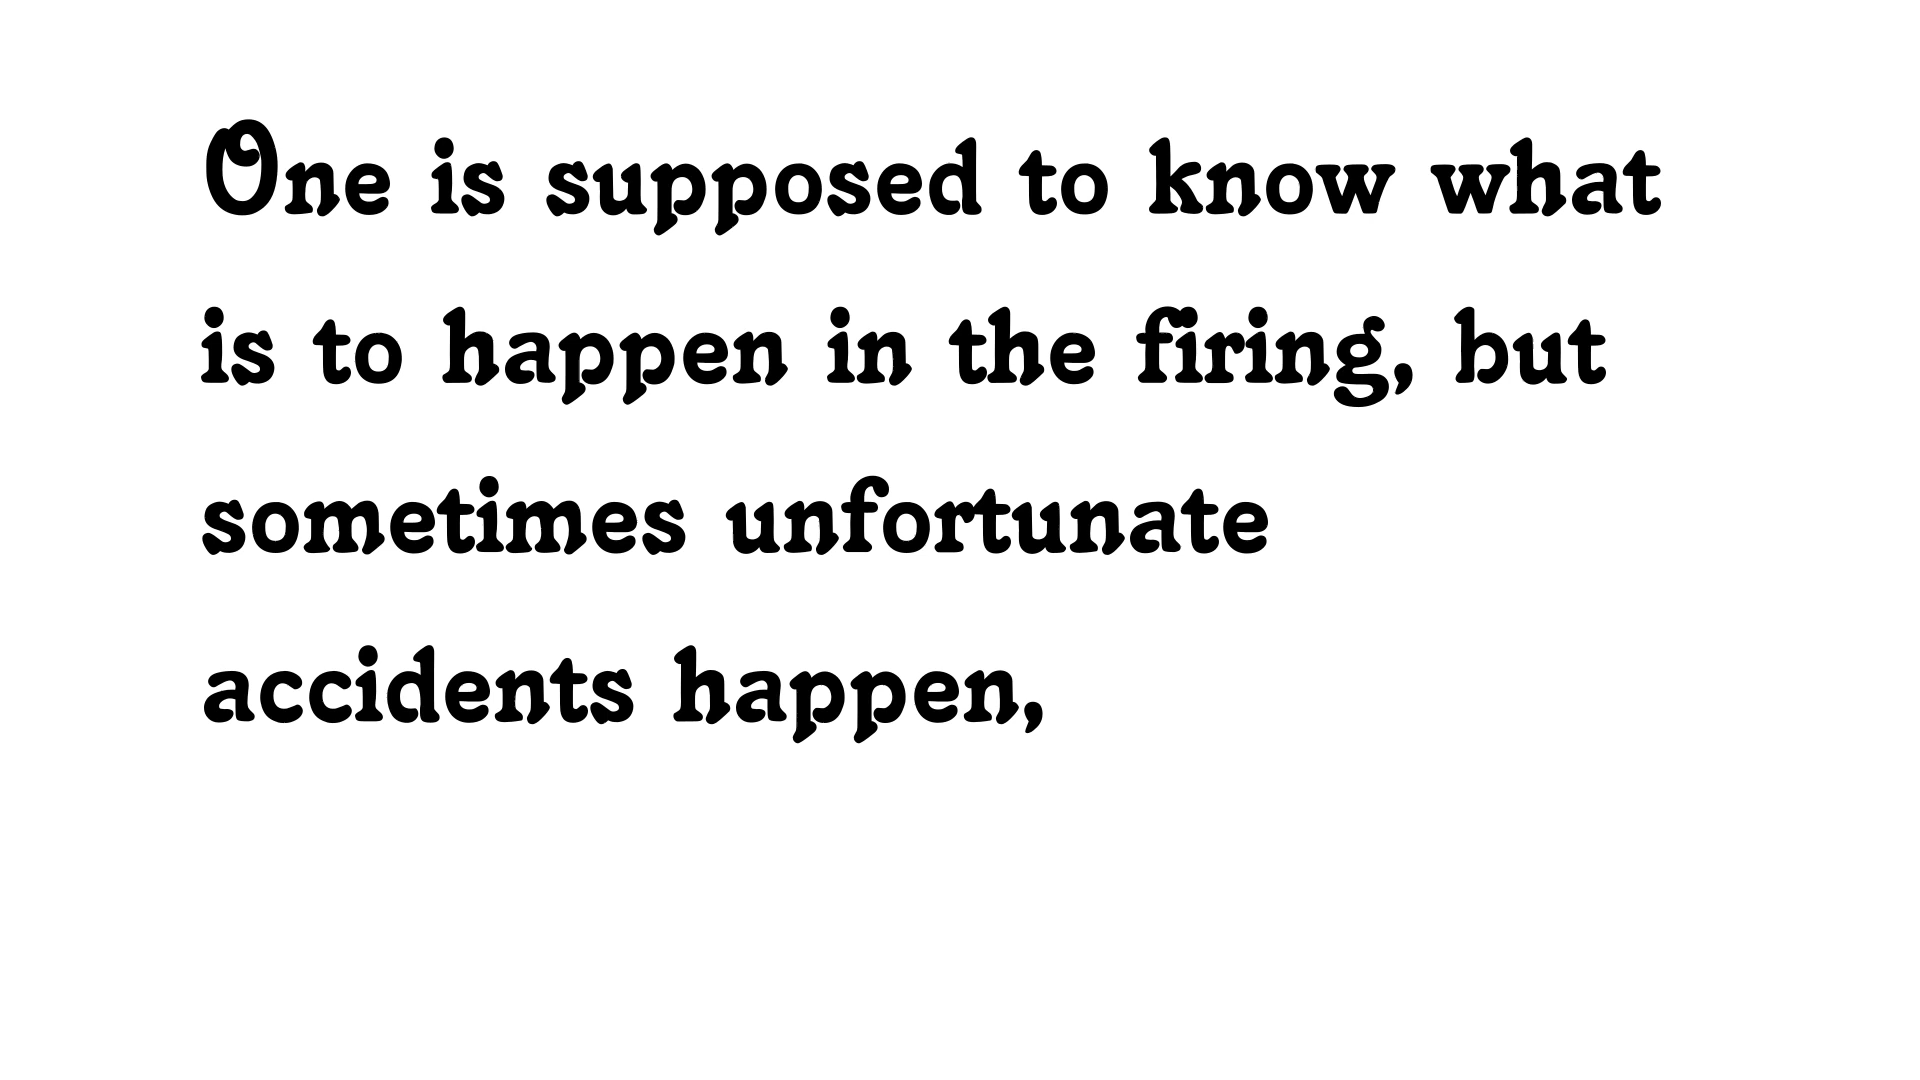 One is supposed to know what
is to happen in the firing, but
sometimes unfortunate
accidents happen,